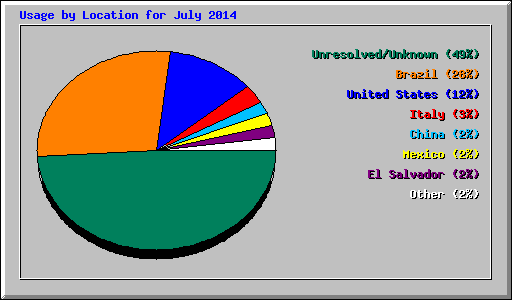 Usage by Location for July 2014
Unresolved/Unknown (49%)
Brazil (28%)
United States (12%)
Italy (3%)
China (2%)
Mexico (2%)
El Salvador (2%)
Other (2%)